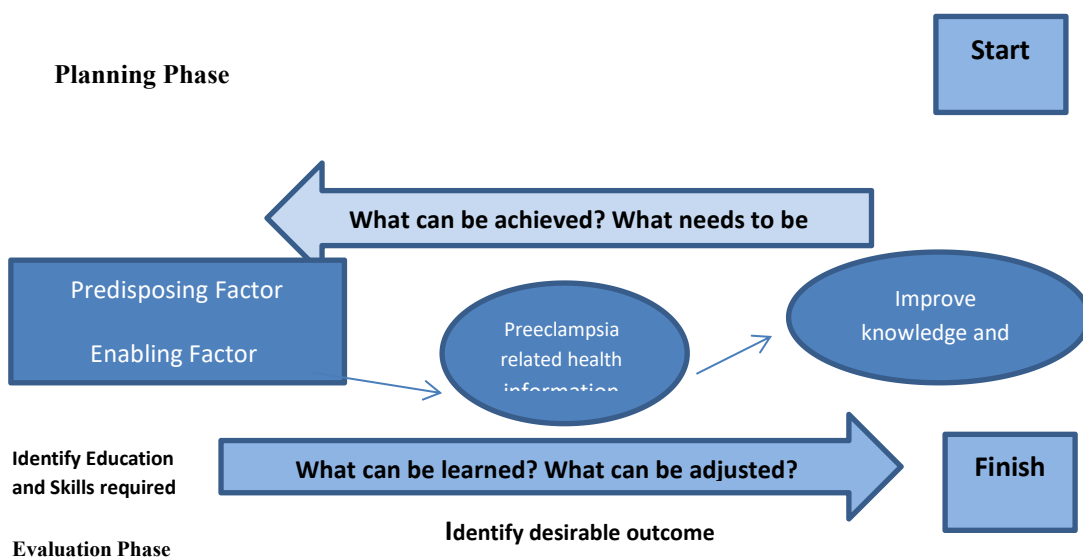 Start
Planning Phase
What can be achieved? What needs to be
Predisposing Factor
Enabling Factor
Improve
knowledge and
Preeclampsia
related health
information
Identify Education
and Skills required
What can be learned? What can be adjusted?
Finish
Identify desirable outcome
Evaluation Phase